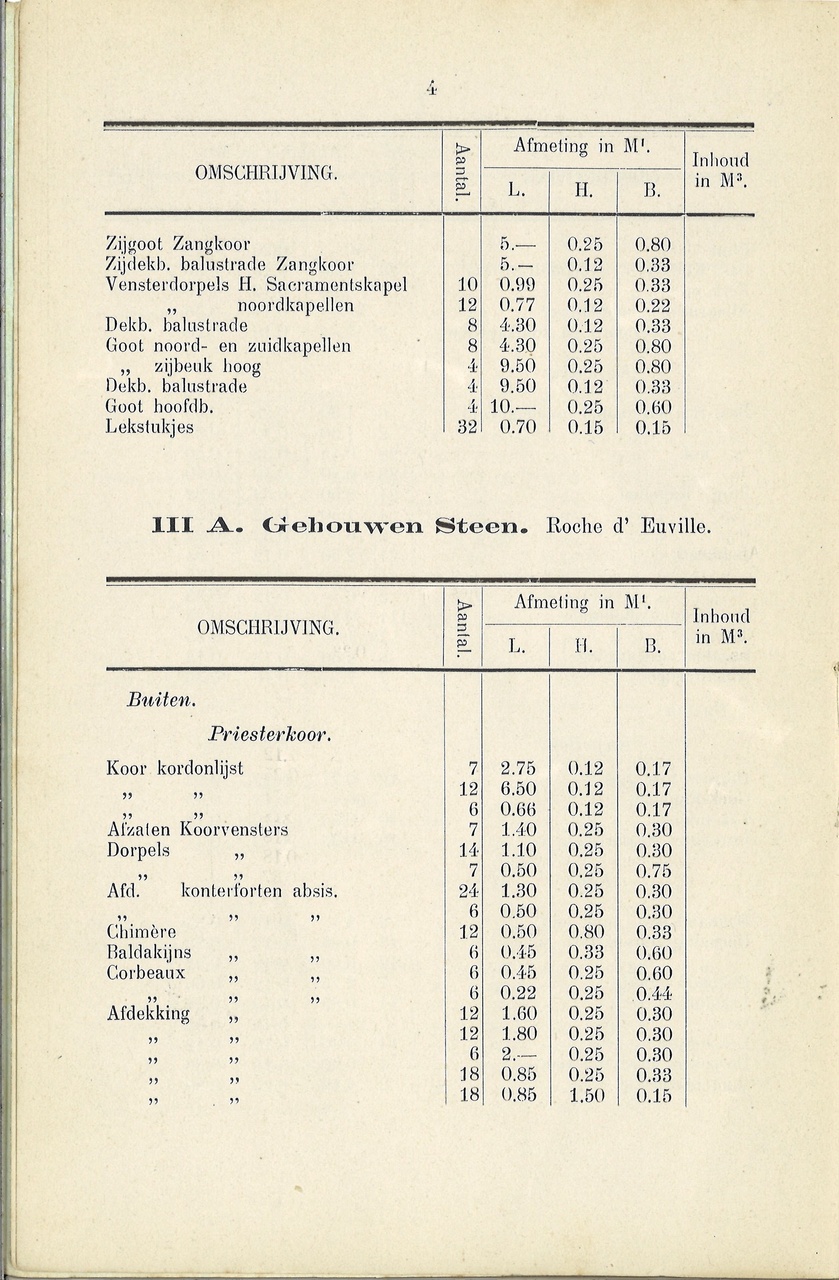 4
OMSCHRIJVING. Aantal. Afmeting in M¹. Inhoud in M³.
L. H. B.
Zijgoot Zangkoor 5.— 0.25 0.80
Zijdekb. balustrade Zangkoor 5.— 0.12 0.33
Vensterdorpels H. Sacramentskapel 10 0.99 0.25 0.33
„ noordkapellen 12 0.77 0.12 0.22
Dekb. balustrade 8 4.30 0.12 0.33
Goot noord- en zuidkapellen 8 4.30 0.25 0.80
„ zijbeuk hoog 4 9.50 0.25 0.80
Dekb. balustrade 4 9.50 0.12 0.33
Goot hoofdb. 4 10.— 0.25 0.60
Lekstukjes 32 0.70 0.15 0.15
III A. Gehouwen Steen. Roche d' Euville.
OMSCHRIJVING. Aantal. Afmeting in M¹. Inhoud in M³.
L. H. B.
Buiten.
Priesterkoor.
Koor kordonlijst 7 2.75 0.12 0.17
„ „ 12 6.50 0.12 0.17
„ „ 6 0.66 0.12 0.17
Afzaten Koorvensters 7 1.40 0.25 0.30
Dorpels „ 14 1.10 0.25 0.30
„ „ 7 0.50 0.25 0.75
Afd. konterforten absis. 24 1.30 0.25 0.30
„ „ „ 6 0.50 0.25 0.30
Chimère 12 0.50 0.80 0.33
Baldakijns „ „ 6 0.45 0.33 0.60
Corbeaux „ „ 6 0.45 0.25 0.60
„ „ „ 6 0.22 0.25 0.44
Afdekking „ 12 1.60 0.25 0.30
„ „ 12 1.80 0.25 0.30
„ „ 6 2.— 0.25 0.30
„ „ 18 0.85 0.25 0.33
„ „ 18 0.85 1.50 0.15